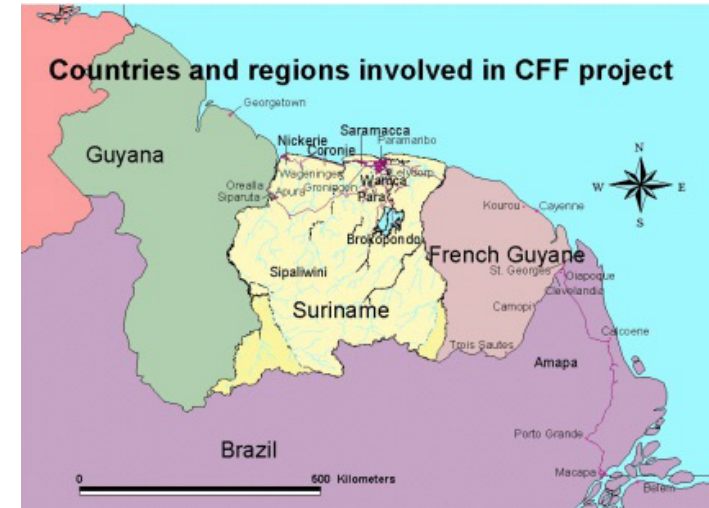 Countries and regions involved in CFF project
Georgetown
Saramacca
Nickerie
Paramaribo
Coronie
Guyana
Lelydorp
Wageningen
Wanica
Orealla
Apura
Groningen
Siparuta
Para
N
W
E
S
Kourou
Cayenne
Brokopondo
French Guyane
Sipaliwini
St. Georges
Oiapoque
Clevelandia
Suriname
Camopi
Calcoene
Trois Sautes
Amapa
Porto Grande
Brazil
Macapa
0
600 Kilometers
Belem